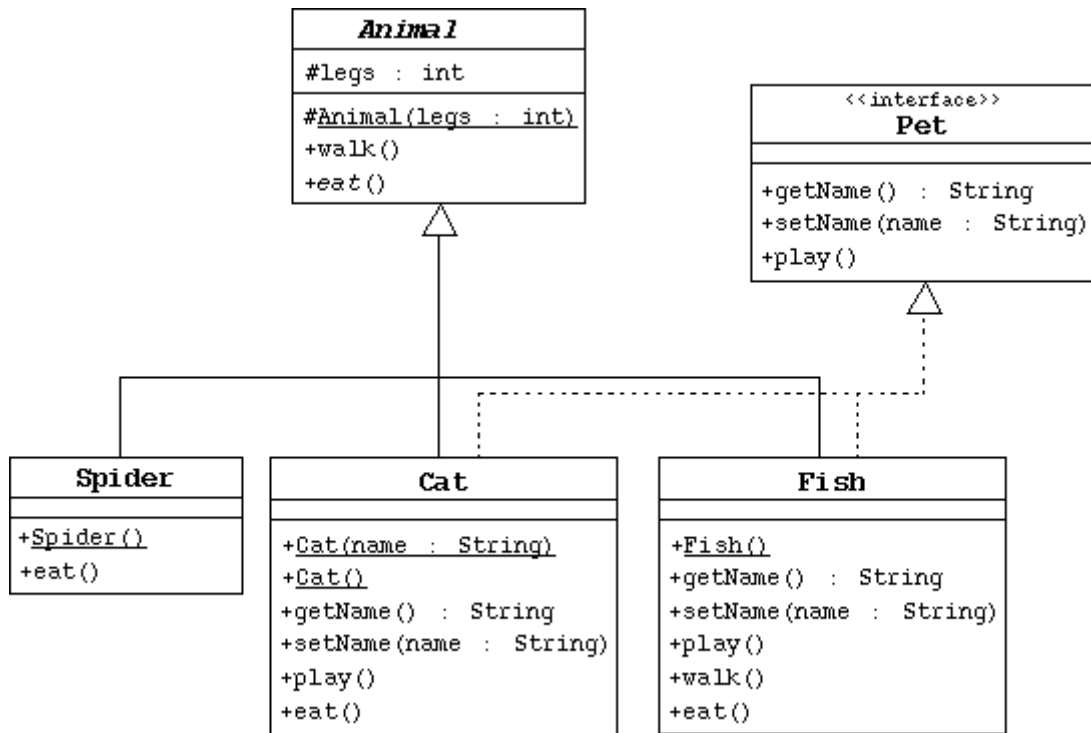 Animal
#legs : int
#Animal(legs : int)
+walk()
+eat()
<<interface>>
Pet
+getName() : String
+setName(name : String)
+play()
Spider
+Spider()
+eat()
Cat
+Cat(name : String)
+Cat()
+getName() : String
+setName(name : String)
+play()
+eat()
Fish
+Fish()
+getName() : String
+setName(name : String)
+play()
+walk()
+eat()